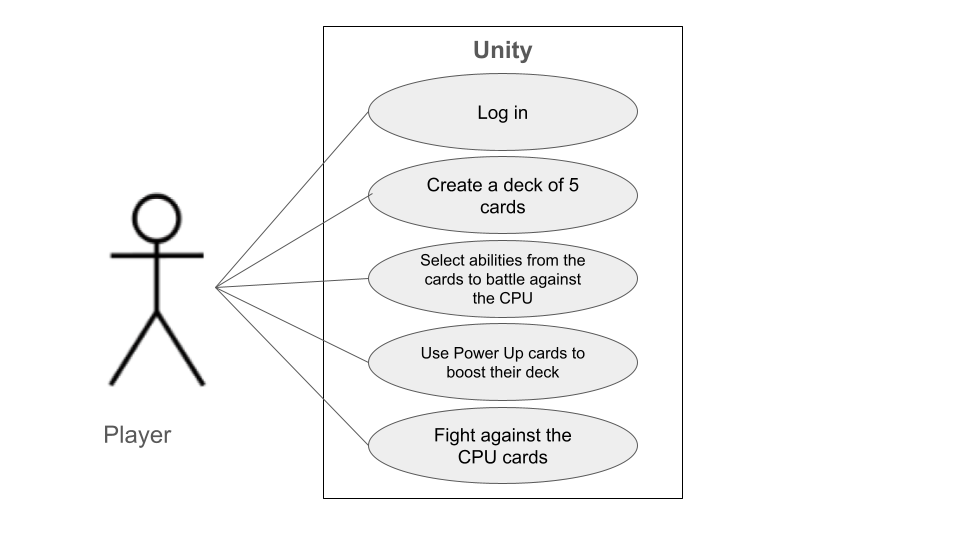 Unity
Log in
Create a deck of 5
cards
Select abilities from the
cards to battle against
the CPU
Use Power Up cards to
boost their deck
Fight against the
CPU cards
Player